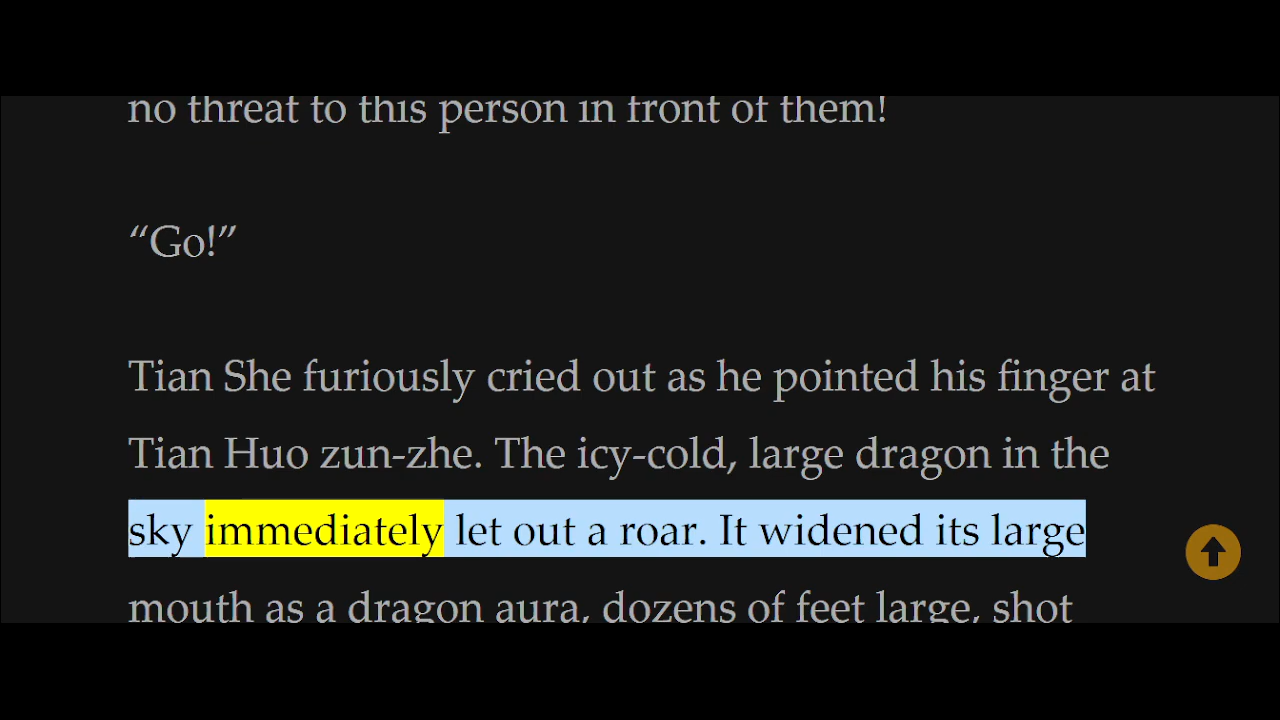 no threat to this person in front of them!
“Go!”
Tian She furiously cried out as he pointed his finger at
Tian Huo zun-zhe. The icy-cold, large dragon in the
sky immediately let out a roar. It widened its large
mouth as a dragon aura, dozens of feet large, shot